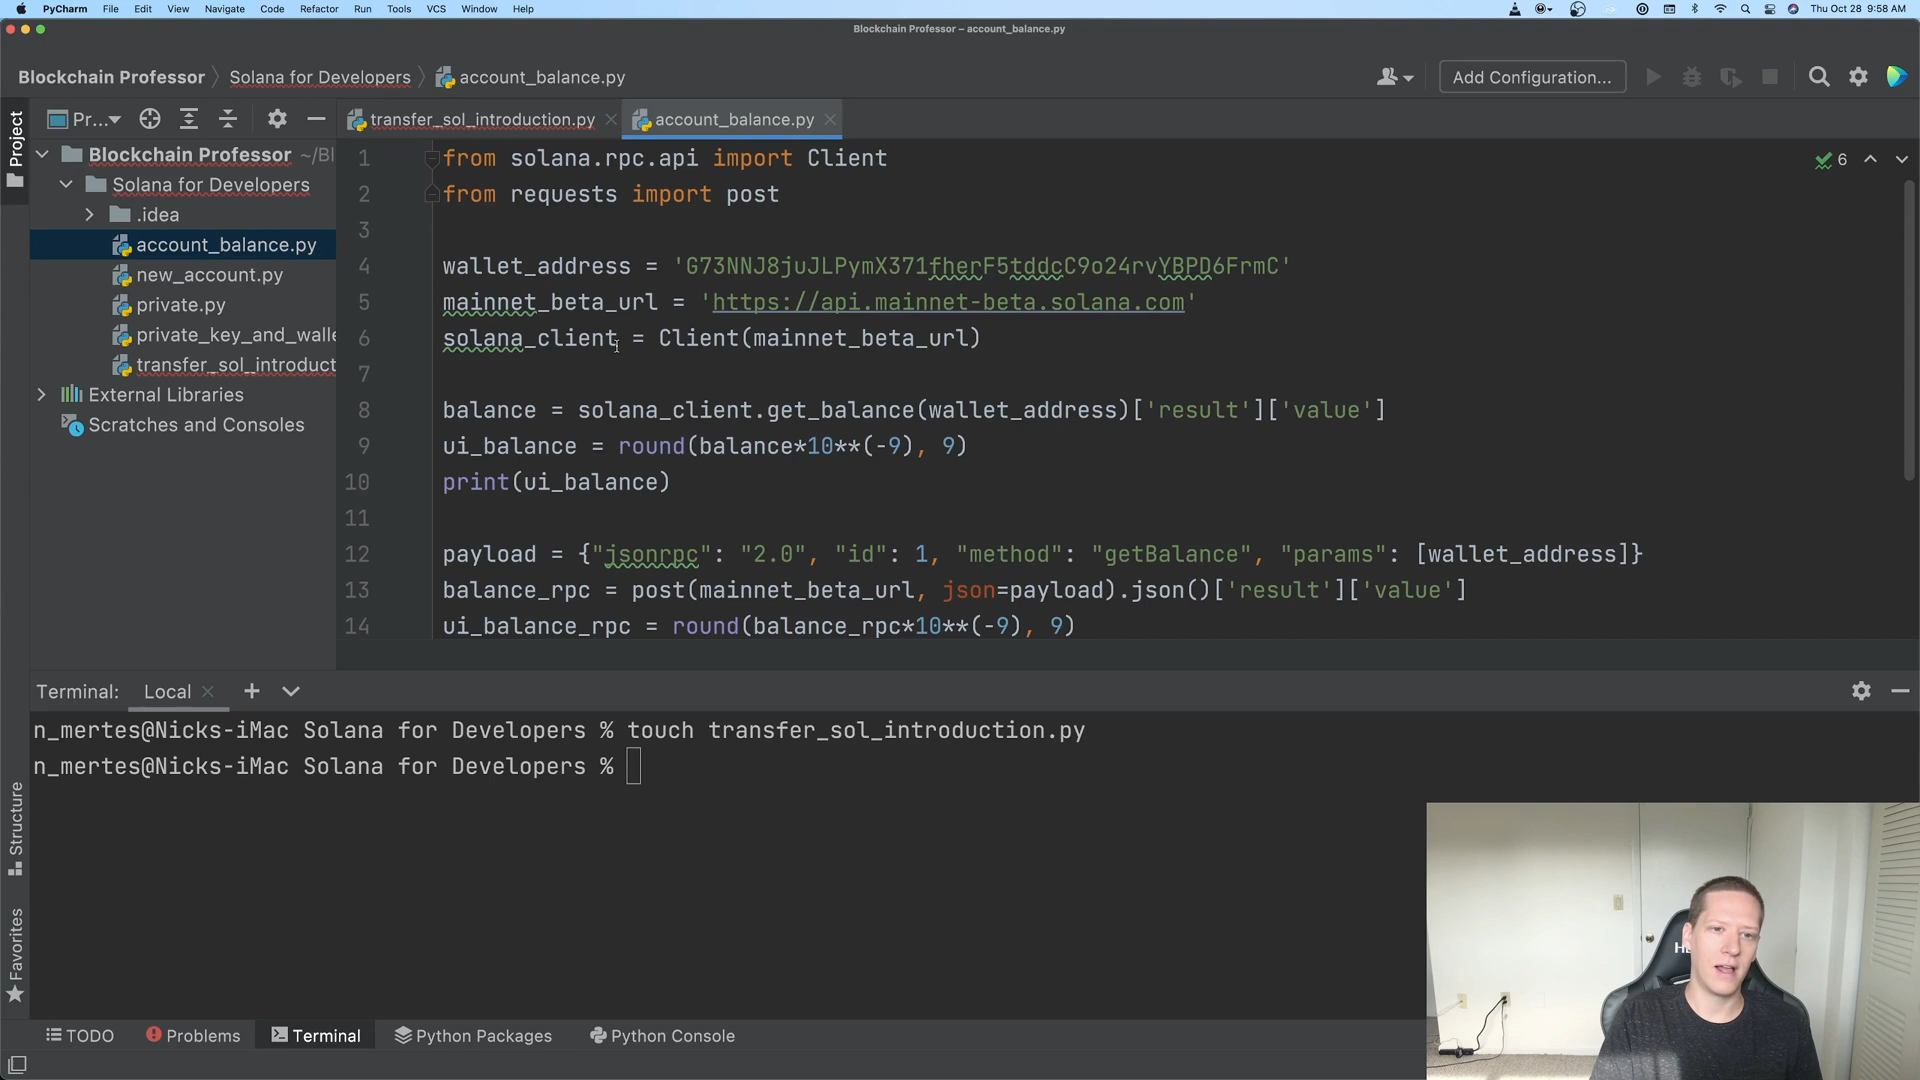 PyCharm File Edit View Navigate Code Refactor Run Tools VCS Window Help Thu Oct 28 9:58 AM
Blockchain Professor – account_balance.py
Blockchain Professor Solana for Developers account_balance.py Add Configuration...
Project
Pr... transfer_sol_introduction.py account_balance.py
Blockchain Professor ~/Bl
Solana for Developers
.idea
account_balance.py
new_account.py
private.py
private_key_and_walle
transfer_sol_introduct
External Libraries
Scratches and Consoles
6
1 from solana.rpc.api import Client
2 from requests import post
3
4 wallet_address = 'G73NNJ8juJLPymX371fherF5tddcC9o24rvYBPD6FrmC'
5 mainnet_beta_url = 'https://api.mainnet-beta.solana.com'
6 solana_client = Client(mainnet_beta_url)
7
8 balance = solana_client.get_balance(wallet_address)['result']['value']
9 ui_balance = round(balance*10**(-9), 9)
10 print(ui_balance)
11
12 payload = {"jsonrpc": "2.0", "id": 1, "method": "getBalance", "params": [wallet_address]}
13 balance_rpc = post(mainnet_beta_url, json=payload).json()['result']['value']
14 ui_balance_rpc = round(balance_rpc*10**(-9), 9)
Terminal: Local
n_mertes@Nicks-iMac Solana for Developers % touch transfer_sol_introduction.py
n_mertes@Nicks-iMac Solana for Developers %
Structure
Favorites
TODO Problems Terminal Python Packages Python Console